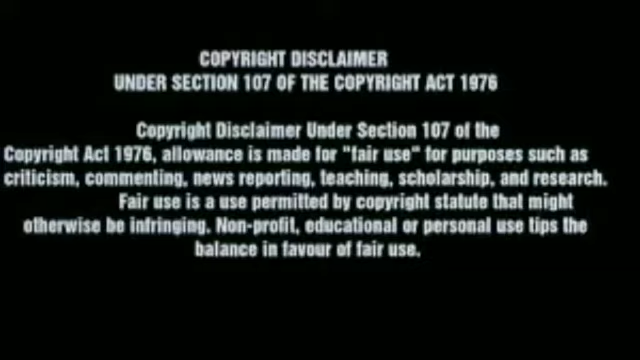 COPYRIGHT DISCLAIMER
UNDER SECTION 107 OF THE COPYRIGHT ACT 1976
Copyright Disclaimer Under Section 107 of the
Copyright Act 1976, allowance is made for "fair use" for purposes such as
criticism, commenting, news reporting, teaching, scholarship, and research.
Fair use is a use permitted by copyright statute that might
otherwise be infringing. Non-profit, educational or personal use tips the
balance in favour of fair use.